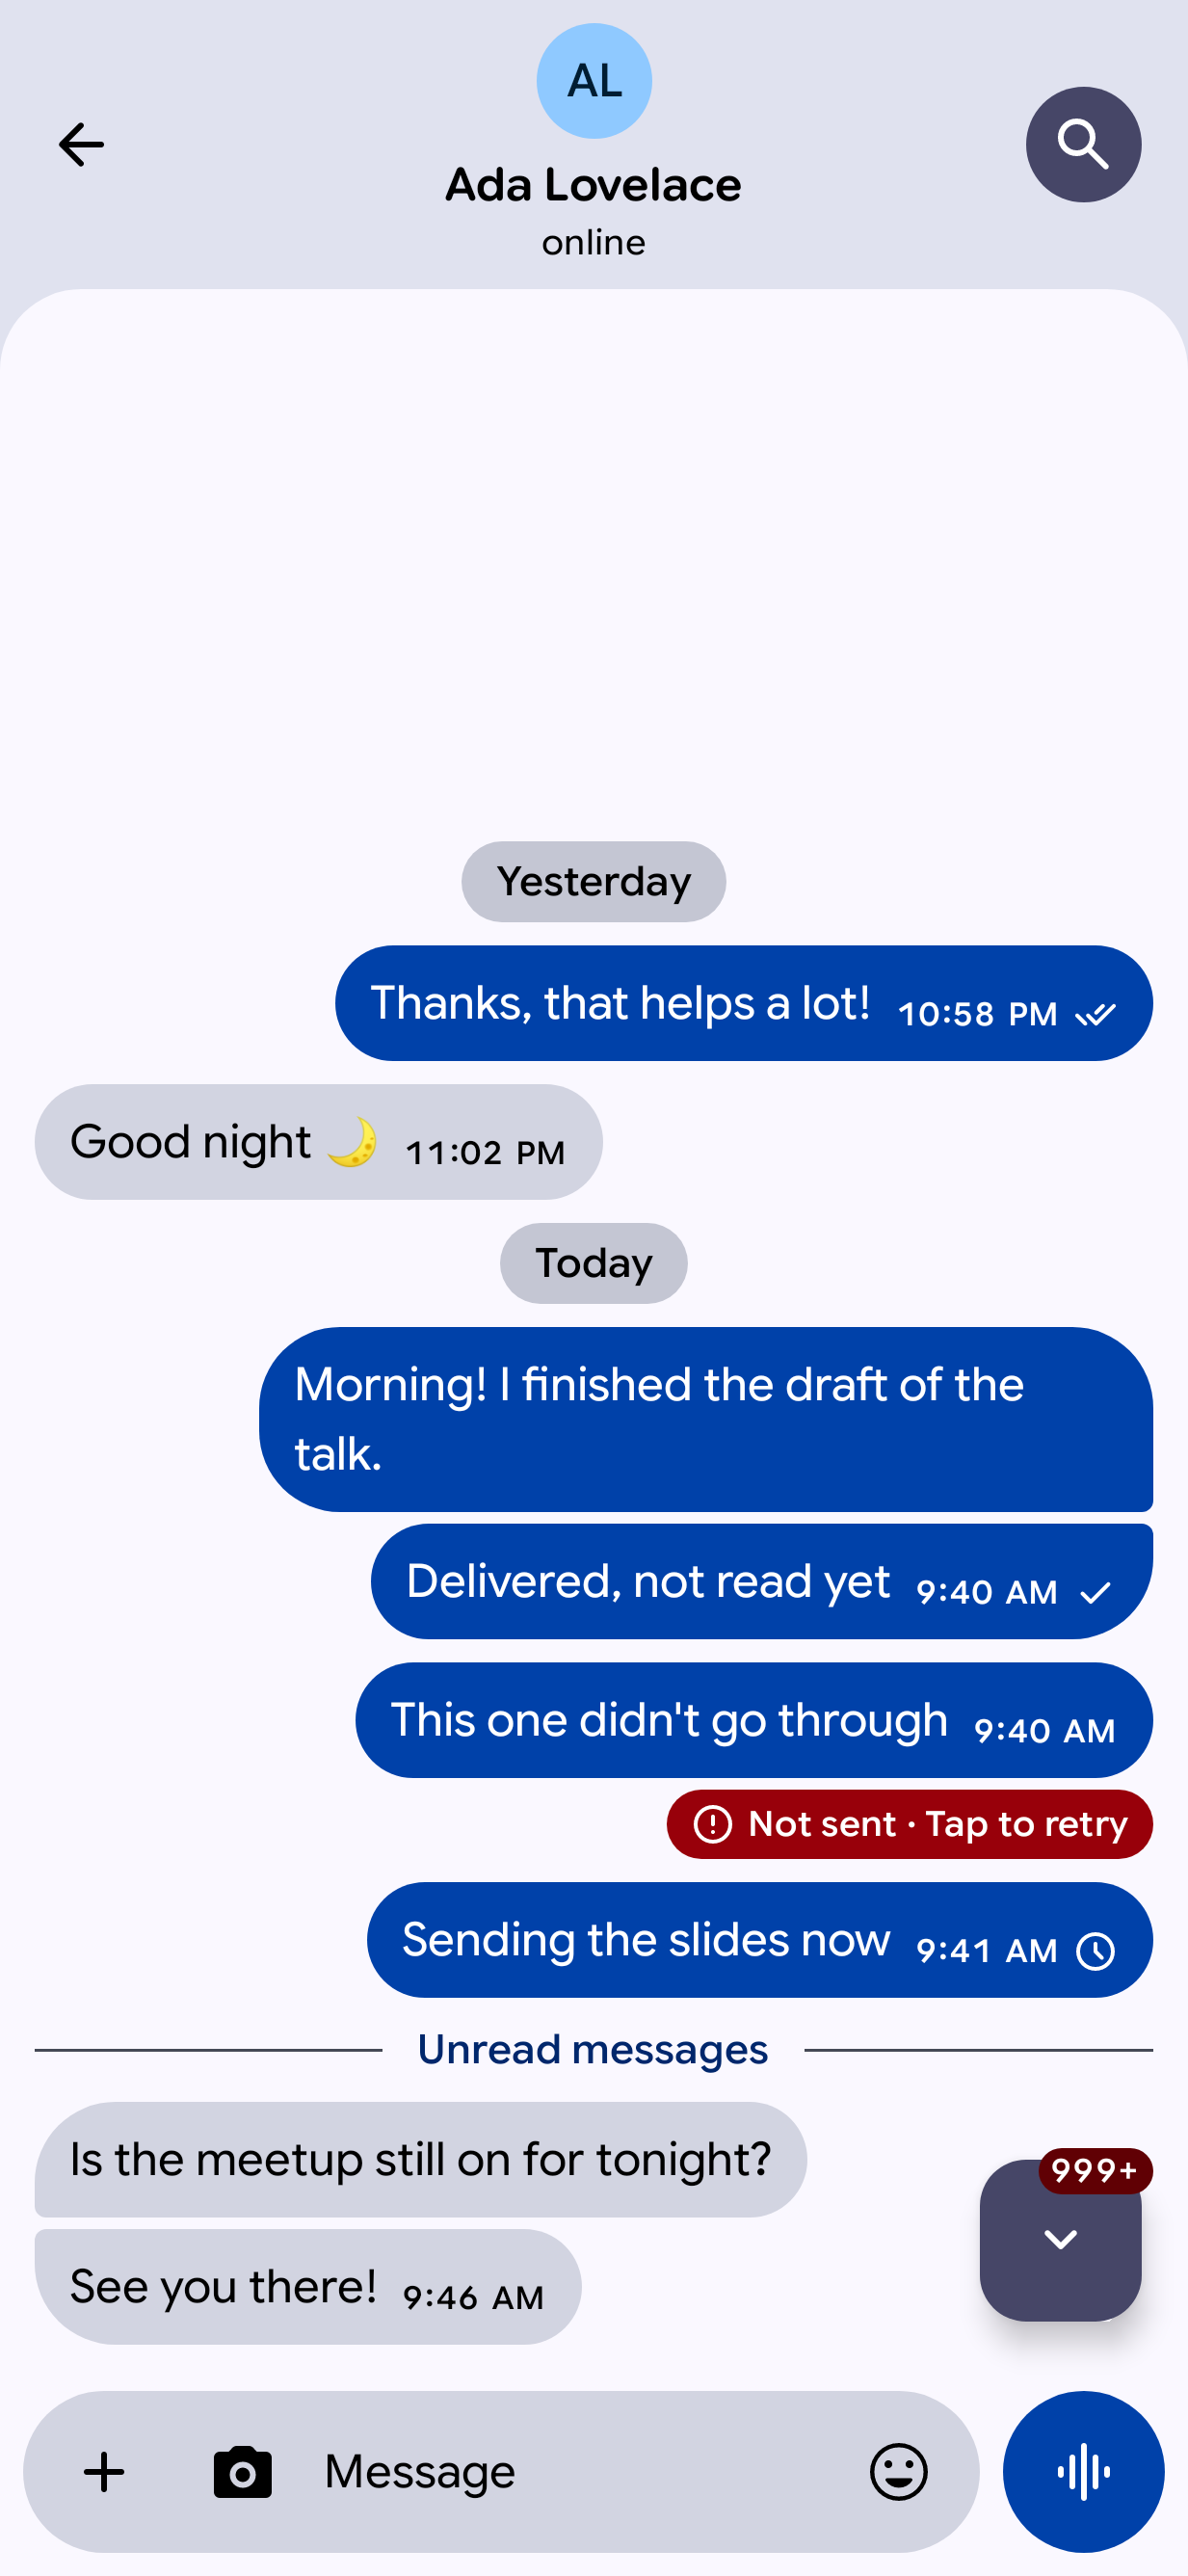 AL
Ada Lovelace
online
Yesterday
Thanks, that helps a lot! 10:58 PM
Good night 🌙 11:02 PM
Today
Morning! I finished the draft of the
talk.
Delivered, not read yet 9:40 AM
This one didn't go through 9:40 AM
Not sent · Tap to retry
Sending the slides now 9:41 AM
Unread messages
Is the meetup still on for tonight?
999+
See you there! 9:46 AM
Message